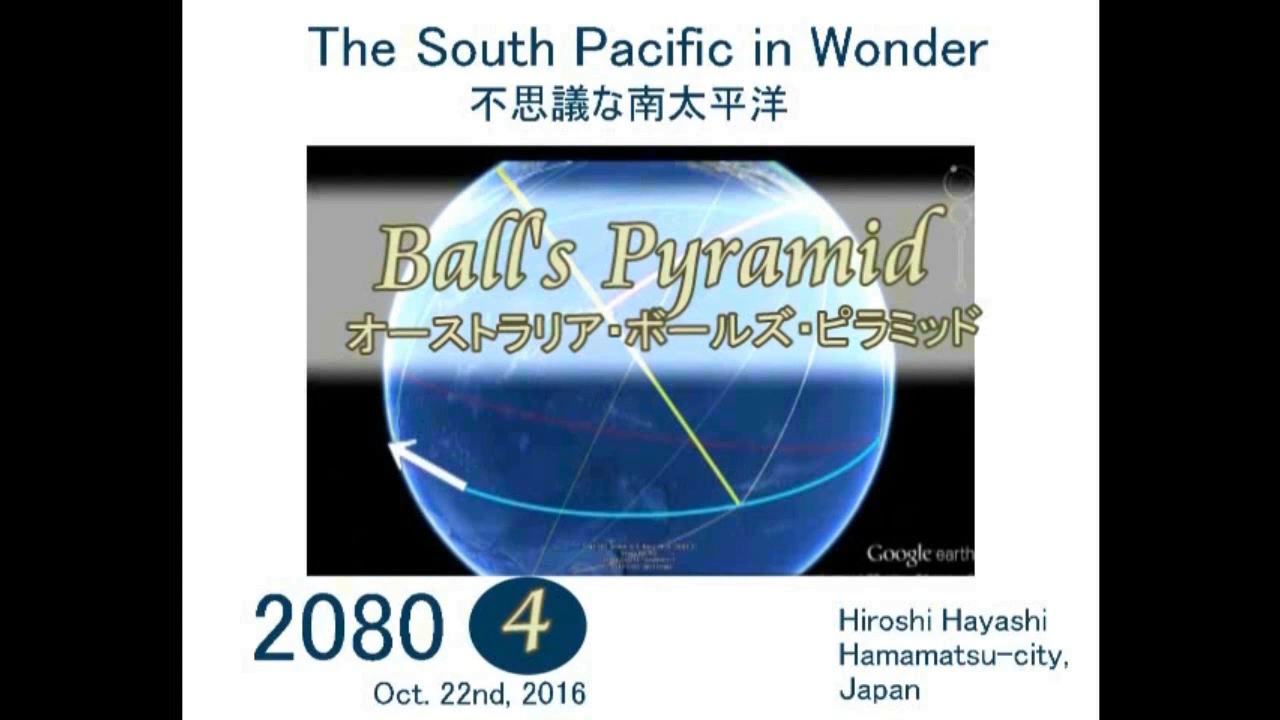 The South Pacific in Wonder
不思議な南太平洋
Ball's Pyramid
オーストラリア・ボールズ・ピラミッド
Google earth
2080 4
Oct. 22nd, 2016
Hiroshi Hayashi
Hamamatsu-city,
Japan